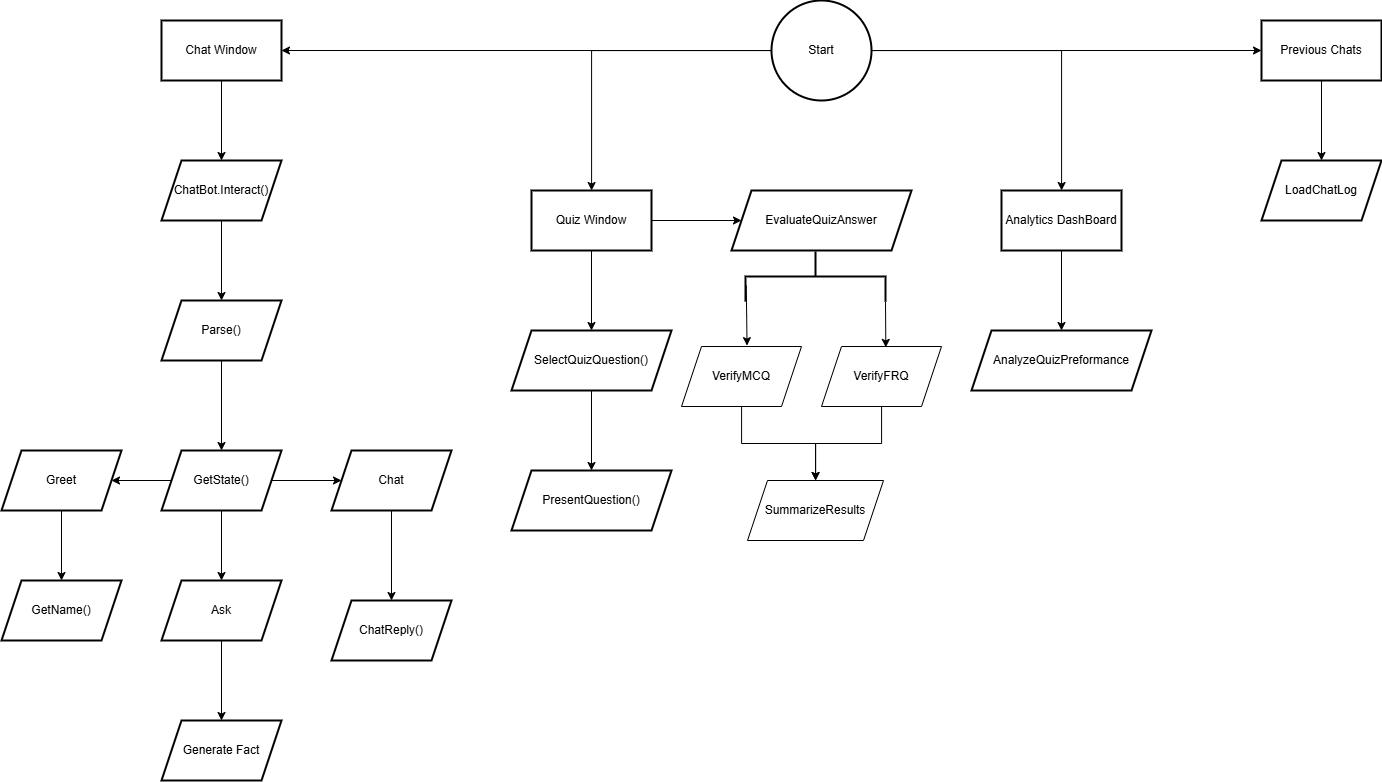 Chat Window
Start
Previous Chats
ChatBot.Interact()
LoadChatLog
Quiz Window
EvaluateQuizAnswer
Analytics DashBoard
Parse()
SelectQuizQuestion()
VerifyMCQ
VerifyFRQ
AnalyzeQuizPreformance
Greet
GetState()
Chat
PresentQuestion()
SummarizeResults
GetName()
Ask
ChatReply()
Generate Fact